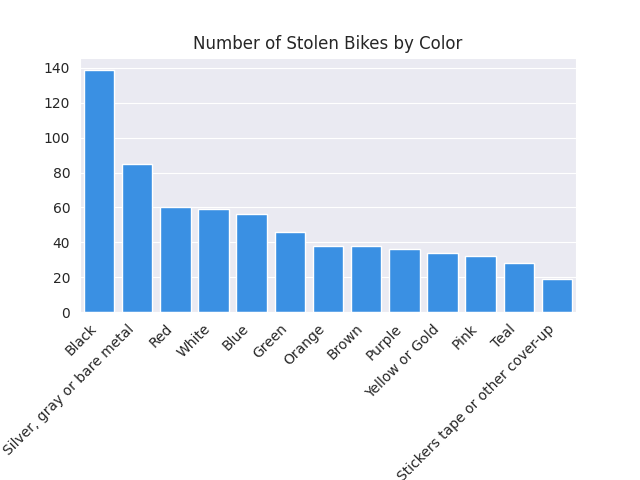 Number of Stolen Bikes by Color
140
120
100
80
60
40
20
0
Black
Silver, gray or bare metal
Red
White
Blue
Green
Orange
Brown
Purple
Yellow or Gold
Pink
Teal
Stickers tape or other cover-up